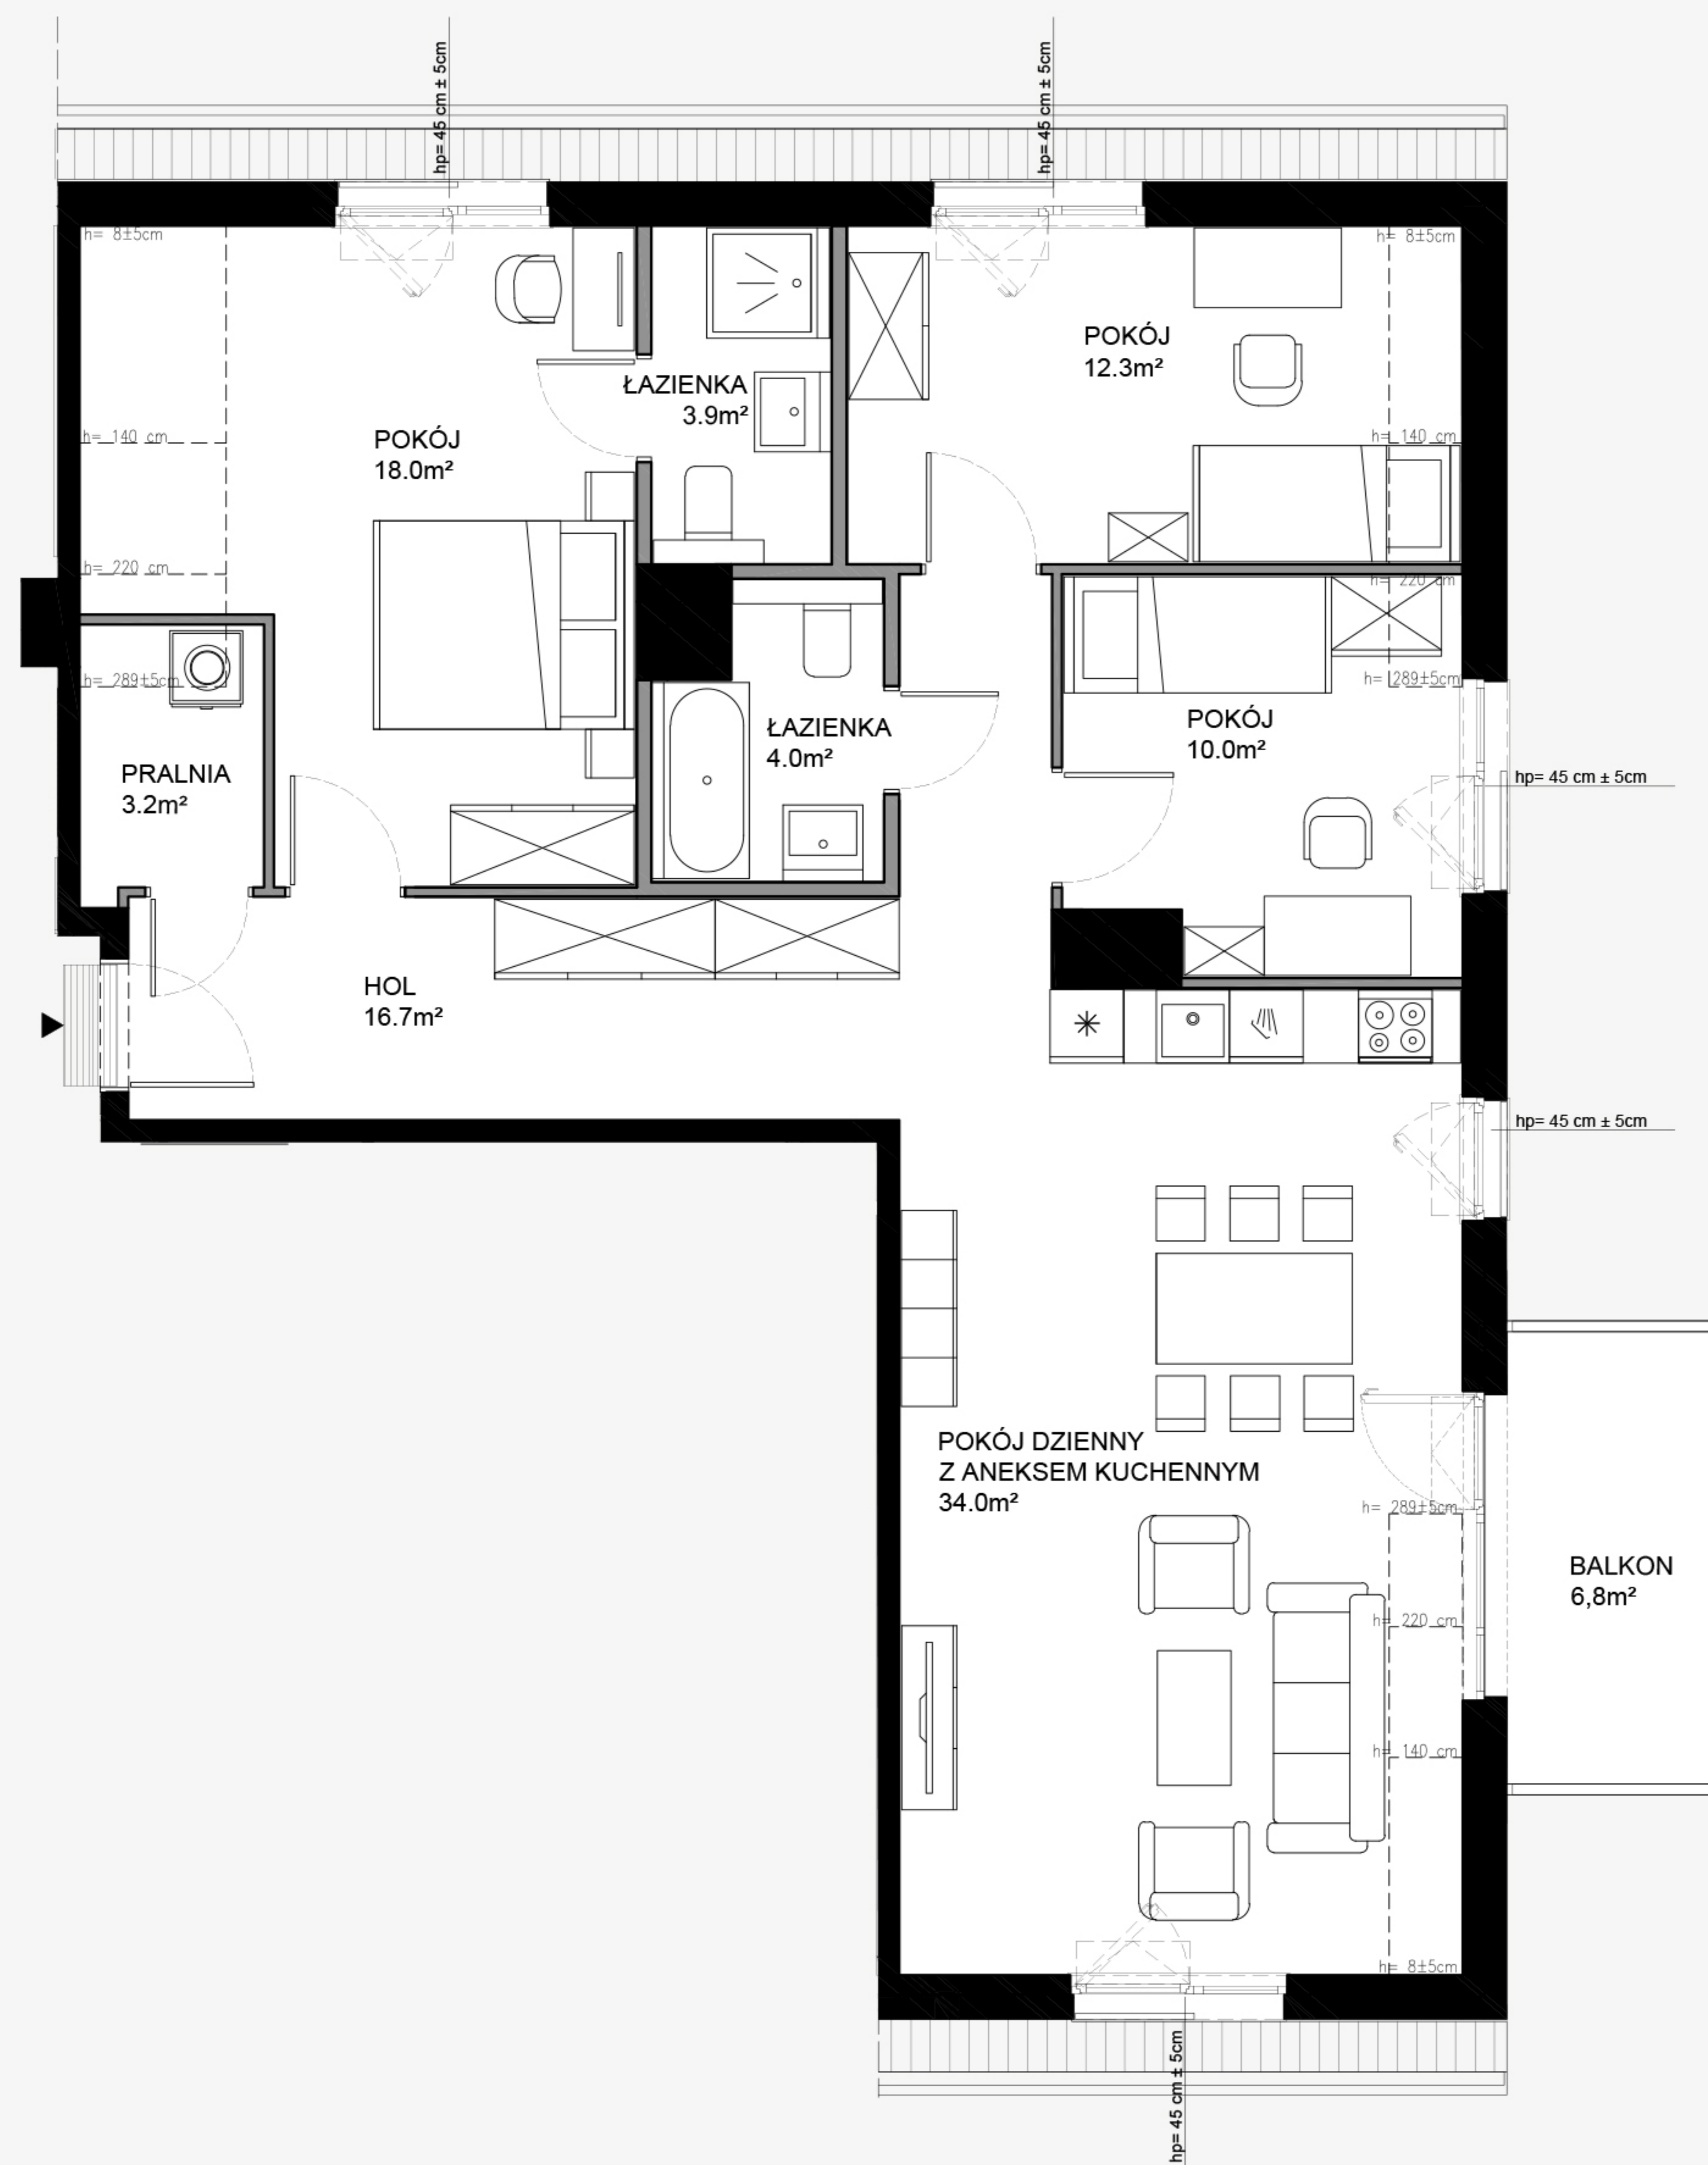 hp= 45 cm ± 5cm
hp= 45 cm ± 5cm
h= 8±5cm
h= 8±5cm
POKÓJ
12.3m²
ŁAZIENKA
3.9m²
POKÓJ
18.0m²
h= 140 cm
h= 140 cm
h= 220 cm
h= 220 cm
h= 289±5cm
h= 289±5cm
ŁAZIENKA
4.0m²
POKÓJ
10.0m²
PRALNIA
3.2m²
hp= 45 cm ± 5cm
HOL
16.7m²
hp= 45 cm ± 5cm
POKÓJ DZIENNY
Z ANEKSEM KUCHENNYM
34.0m²
h= 289±5cm
BALKON
6,8m²
h= 220 cm
h= 140 cm
h= 8±5cm
hp= 45 cm ± 5cm